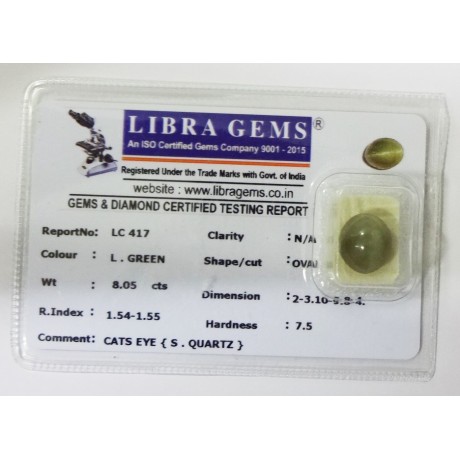 LIBRA GEMS ®
An ISO Certified Gems Company 9001 - 2015
Registered Under the Trade Marks with Govt. of India
website : www.libragems.co.in
GEMS & DIAMOND CERTIFIED TESTING REPORT
ReportNo: LC 417 Clarity : N/A
Colour : L . GREEN Shape/cut : OVAL
Wt : 8.05 cts Dimension
R.Index : 1.54-1.55 Hardness : 7.5
Comment: CATS EYE { S . QUARTZ }